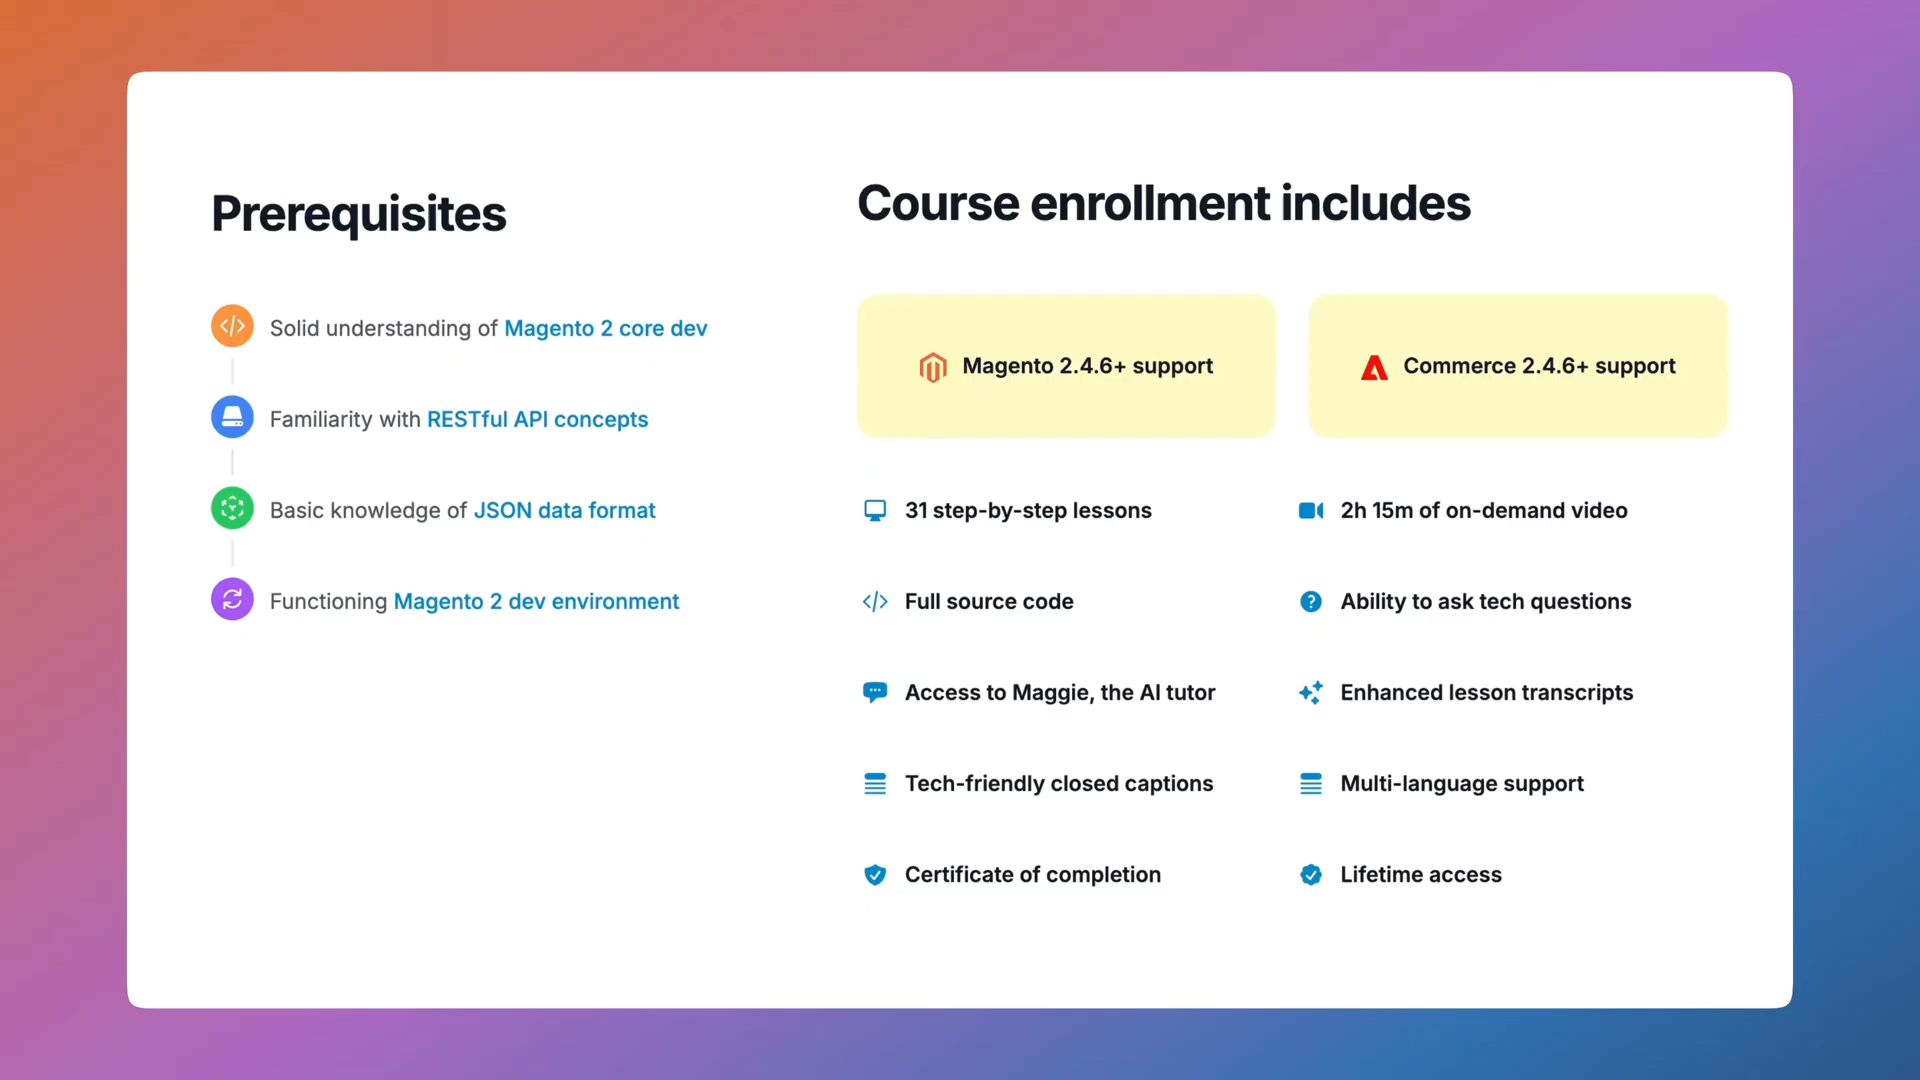 Prerequisites
Solid understanding of Magento 2 core dev
Familiarity with RESTful API concepts
Basic knowledge of JSON data format
Functioning Magento 2 dev environment
Course enrollment includes
Magento 2.4.6+ support
Commerce 2.4.6+ support
31 step-by-step lessons
2h 15m of on-demand video
Full source code
Ability to ask tech questions
Access to Maggie, the AI tutor
Enhanced lesson transcripts
Tech-friendly closed captions
Multi-language support
Certificate of completion
Lifetime access